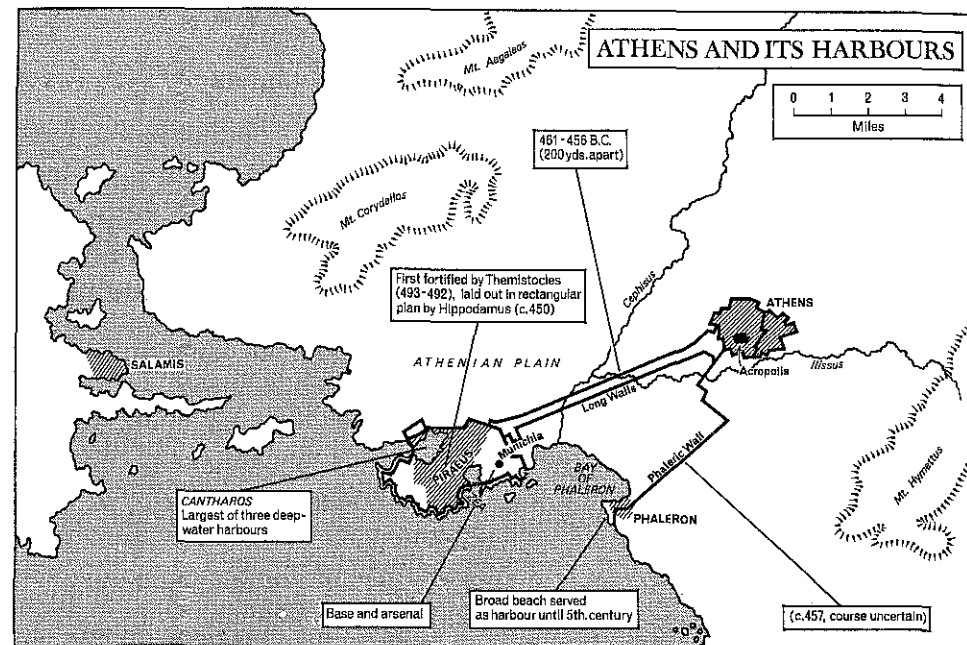 ATHENS AND ITS HARBOURS
0 1 2 3 4
Miles
Mt. Aegaleos
461-456 B.C.
(200 yds. apart)
Mt. Corydallos
First fortified by Themistocles
(493-492), laid out in rectangular
plan by Hippodamus (c.450)
Cephisus
ATHENS
Acropolis
Ilissus
ATHENIAN PLAIN
SALAMIS
Long Walls
Munichia
PIRAEUS
BAY
OF
PHALERON
Phaleric Wall
Mt. Hymettus
CANTHAROS
Largest of three deep-
water harbours
PHALERON
Base and arsenal
Broad beach served
as harbour until 5th. century
(c.457, course uncertain)